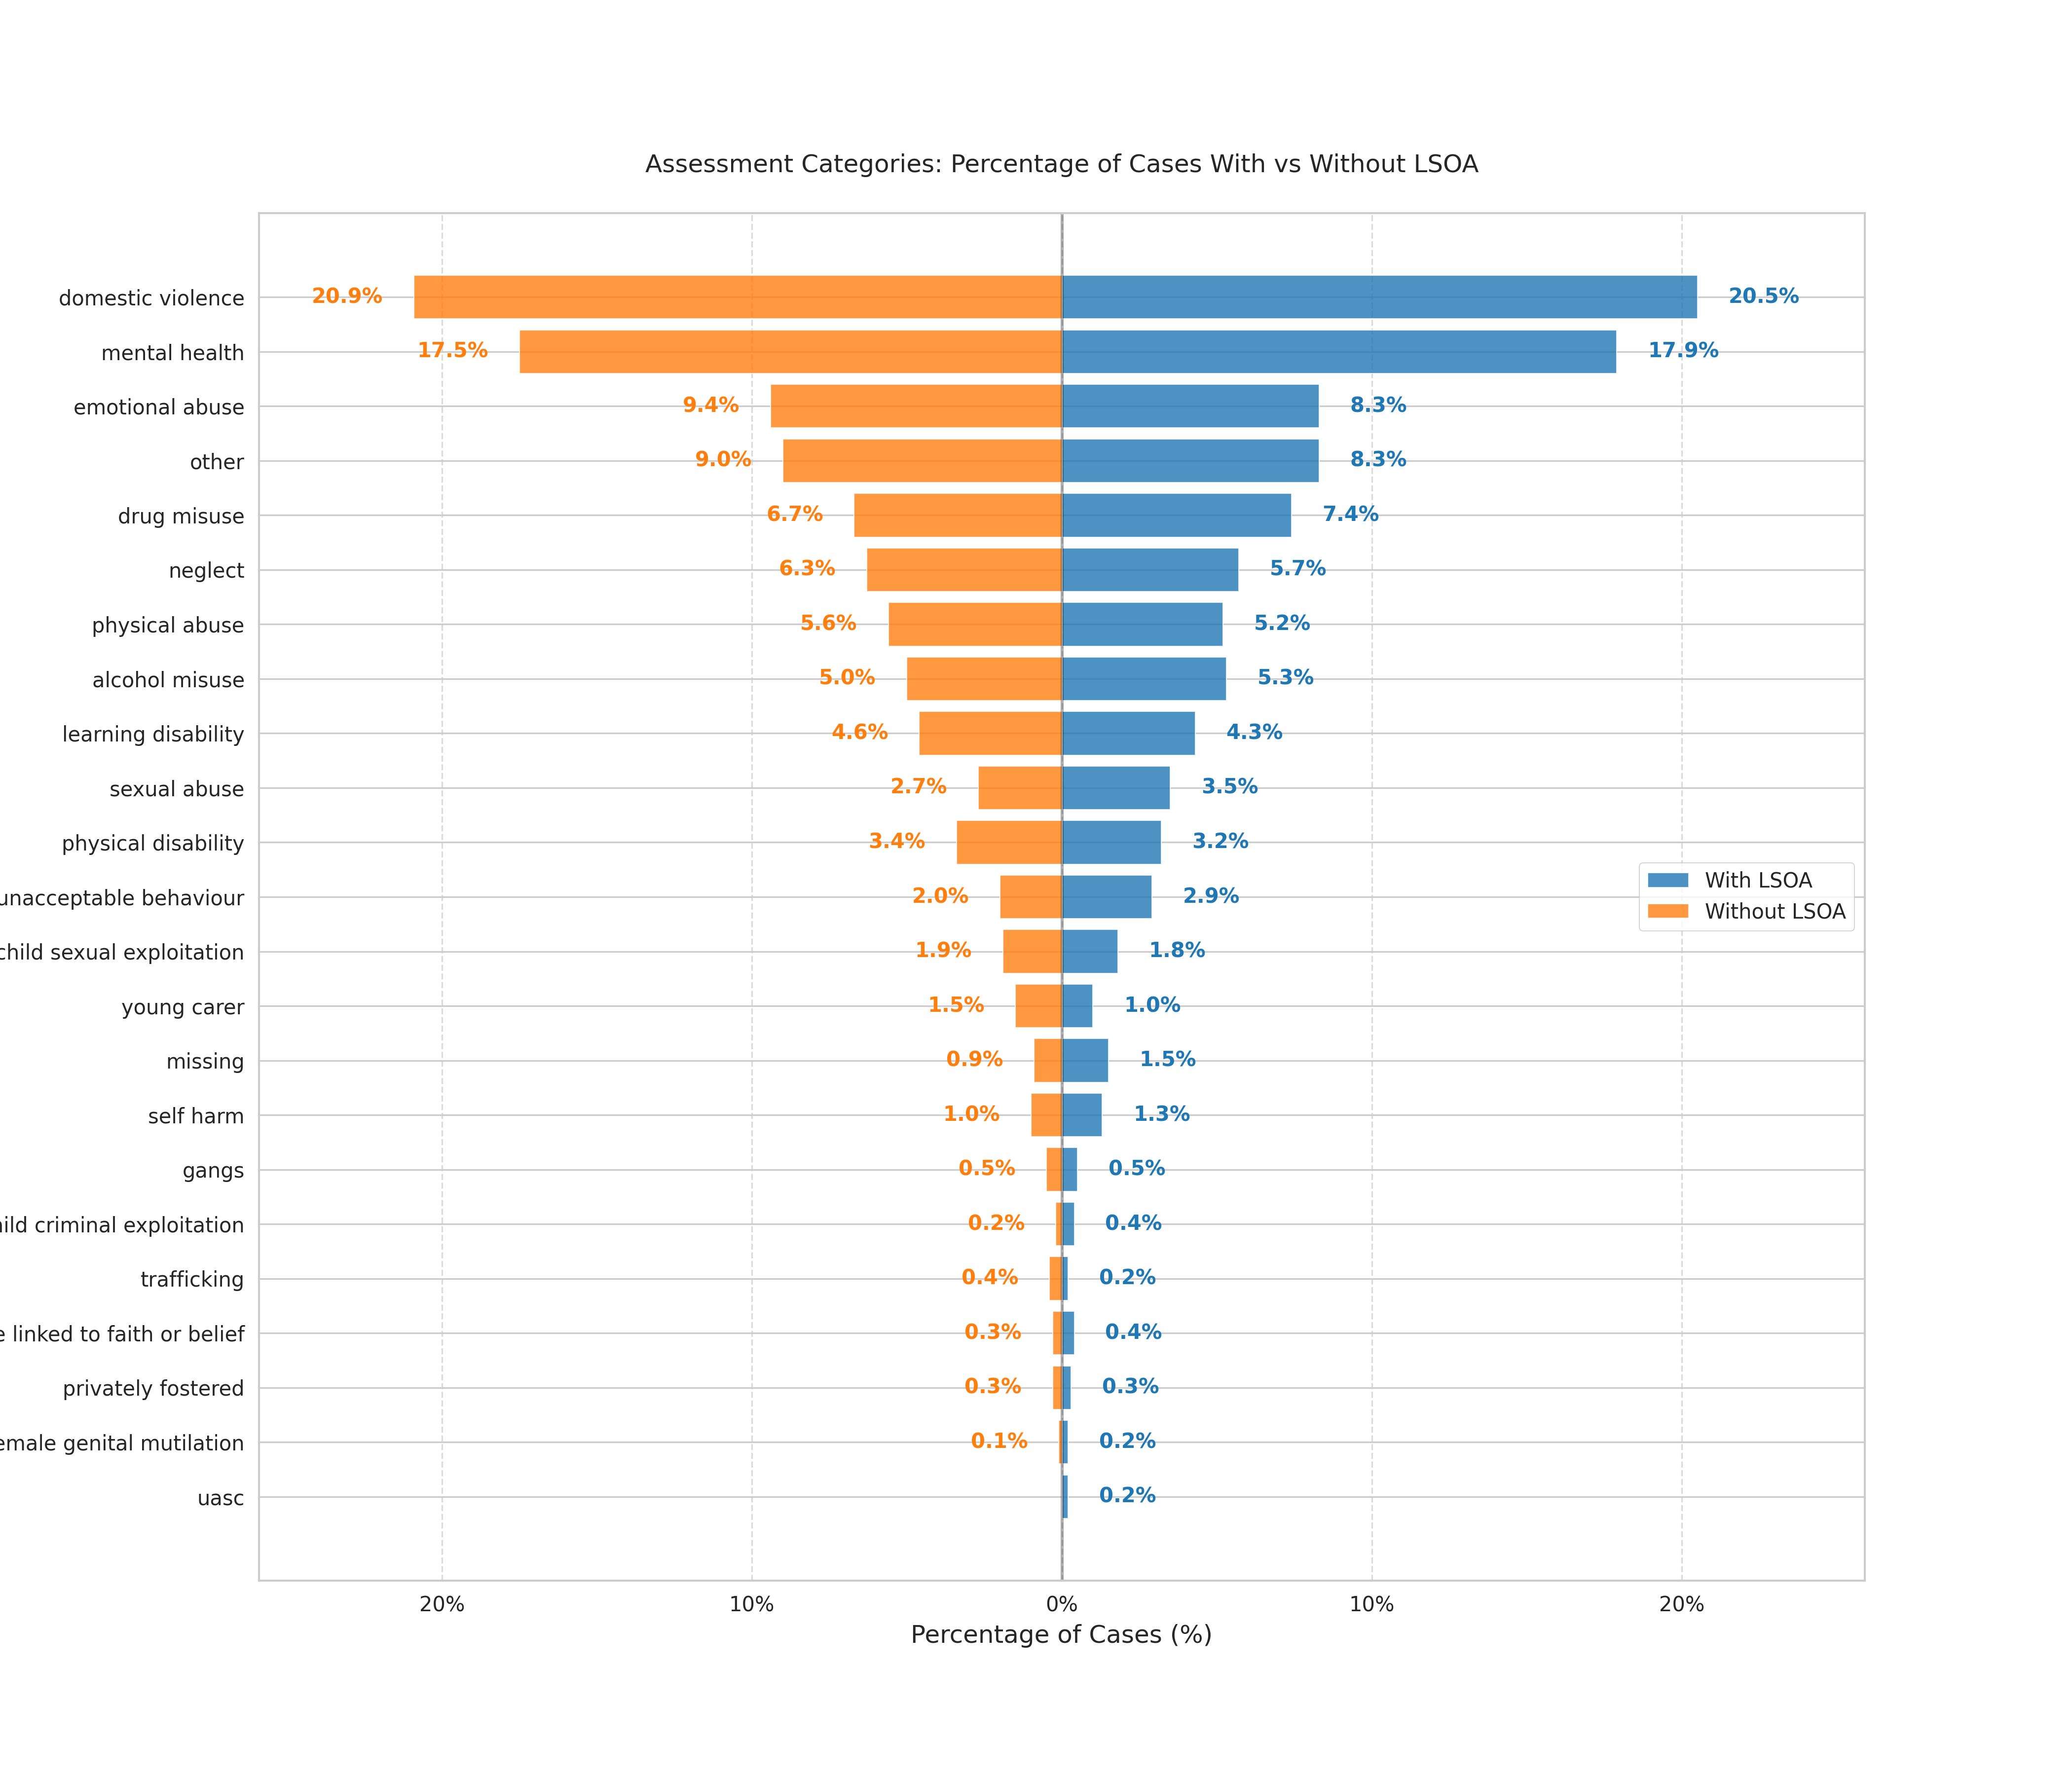 Assessment Categories: Percentage of Cases With vs Without LSOA
domestic violence 20.9% 20.5%
mental health 17.5% 17.9%
emotional abuse 9.4% 8.3%
other 9.0% 8.3%
drug misuse 6.7% 7.4%
neglect 6.3% 5.7%
physical abuse 5.6% 5.2%
alcohol misuse 5.0% 5.3%
learning disability 4.6% 4.3%
sexual abuse 2.7% 3.5%
physical disability 3.4% 3.2%
With LSOA
unacceptable behaviour 2.0% 2.9%
Without LSOA
child sexual exploitation 1.9% 1.8%
young carer 1.5% 1.0%
missing 0.9% 1.5%
self harm 1.0% 1.3%
gangs 0.5% 0.5%
criminal exploitation 0.2% 0.4%
trafficking 0.4% 0.2%
linked to faith or belief 0.3% 0.4%
privately fostered 0.3% 0.3%
genital mutilation 0.1% 0.2%
uasc 0.2%
20% 10% 0% 10% 20%
Percentage of Cases (%)